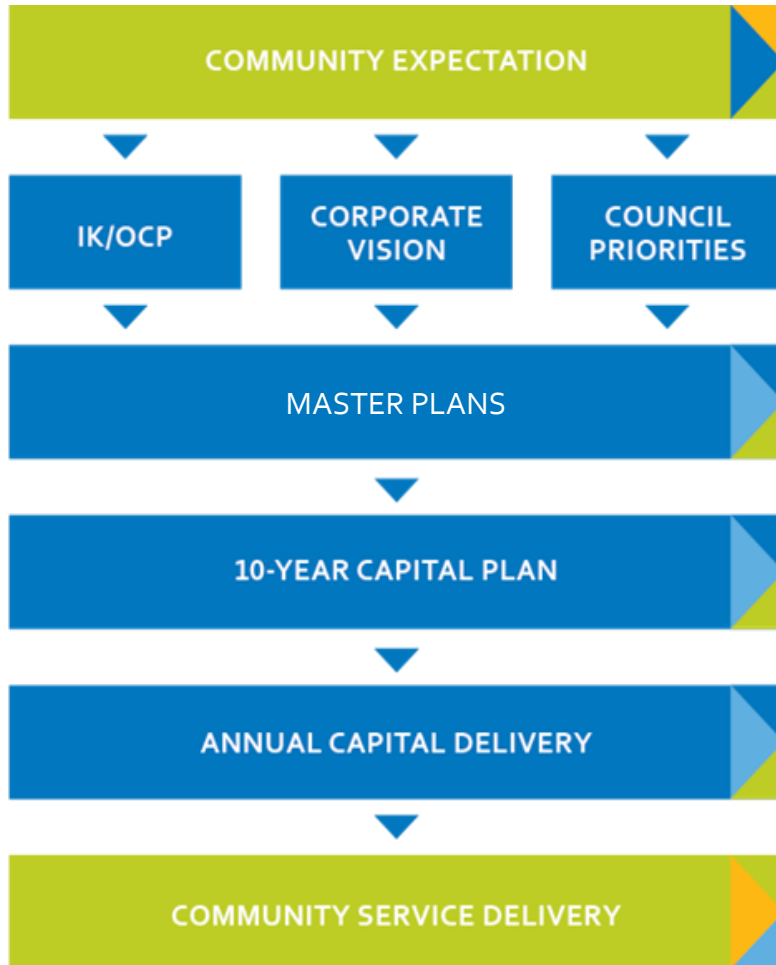 COMMUNITY EXPECTATION
IK/OCP
CORPORATE
VISION
COUNCIL
PRIORITIES
MASTER PLANS
10-YEAR CAPITAL PLAN
ANNUAL CAPITAL DELIVERY
COMMUNITY SERVICE DELIVERY